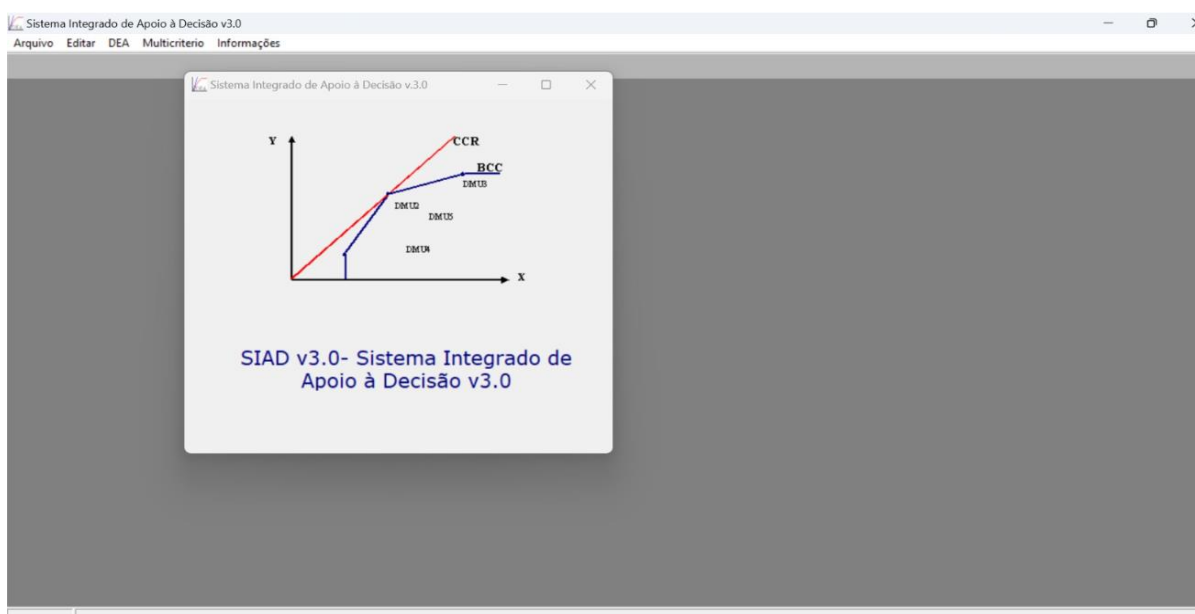 Sistema Integrado de Apoio à Decisão v3.0
Arquivo Editar DEA Multicriterio Informações
Sistema Integrado de Apoio à Decisão v.3.0
Y
CCR
BCC
DMU3
DMU2
DMU5
DMU4
X
SIAD v3.0- Sistema Integrado de
Apoio à Decisão v3.0